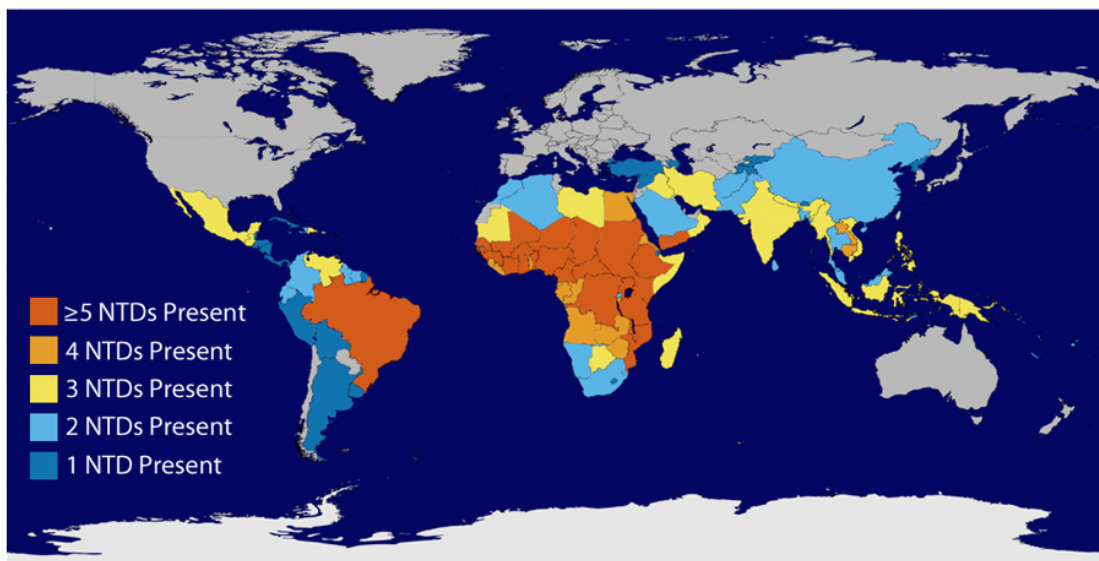 ≥5 NTDs Present
4 NTDs Present
3 NTDs Present
2 NTDs Present
1 NTD Present